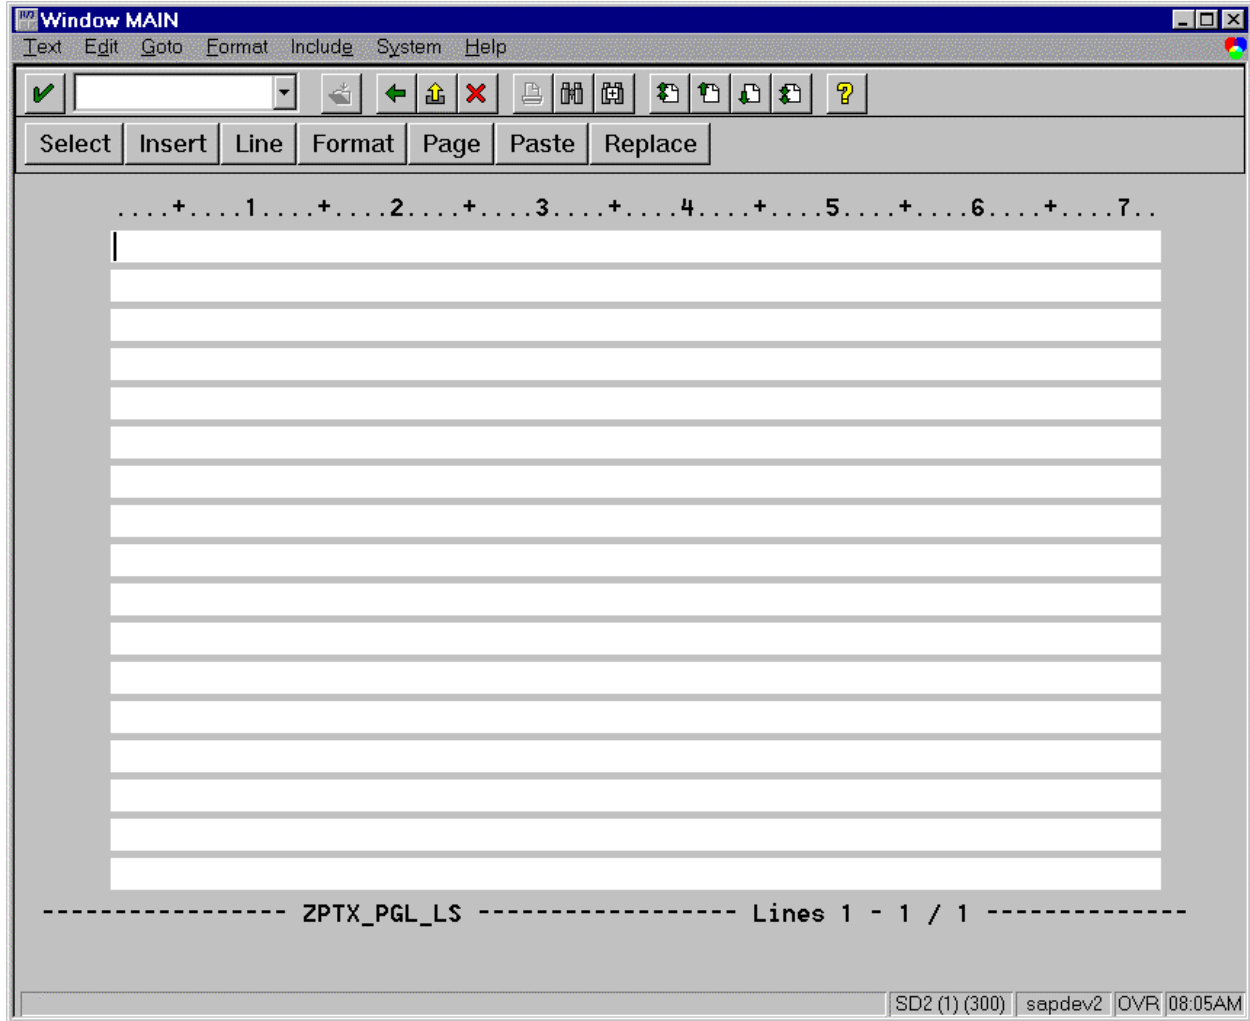 Window MAIN
Text Edit Goto Format Include System Help
Select Insert Line Format Page Paste Replace
....+....1....+....2....+....3....+....4....+....5....+....6....+....7..
----------------- ZPTX_PGL_LS ------------------ Lines 1 - 1 / 1 --------------
SD2 (1) (300) sapdev2 OVR 08:05AM